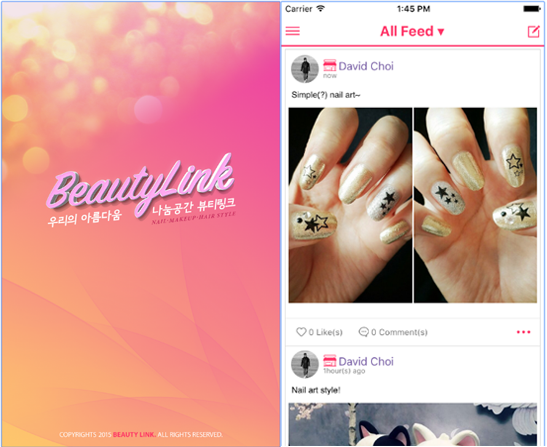 BeautyLink
우리의 아름다움 나눔공간 뷰티링크
NAIL·MAKEUP·HAIR STYLE
COPYRIGHTS 2015 BEAUTY LINK. ALL RIGHTS RESERVED.
Carrier 1:45 PM
All Feed ▾
David Choi
now
Simple(?) nail art~
0 Like(s) 0 Comment(s)
David Choi
1hour(s) ago
Nail art style!